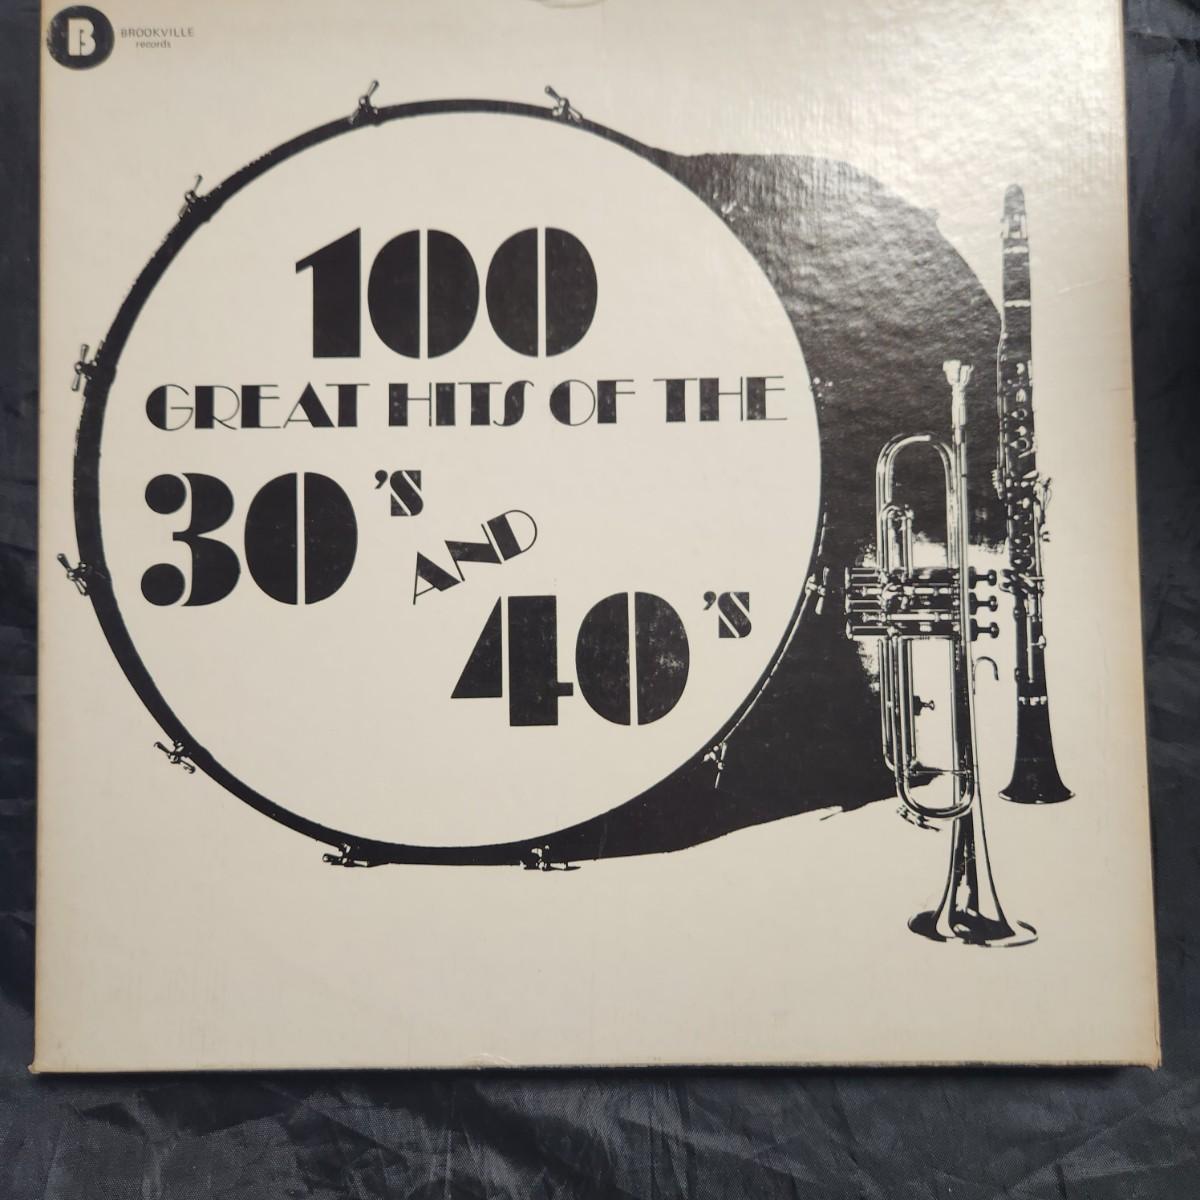 B
BROOKVILLE
records
100
GREAT HITS OF THE
30's
AND
40's